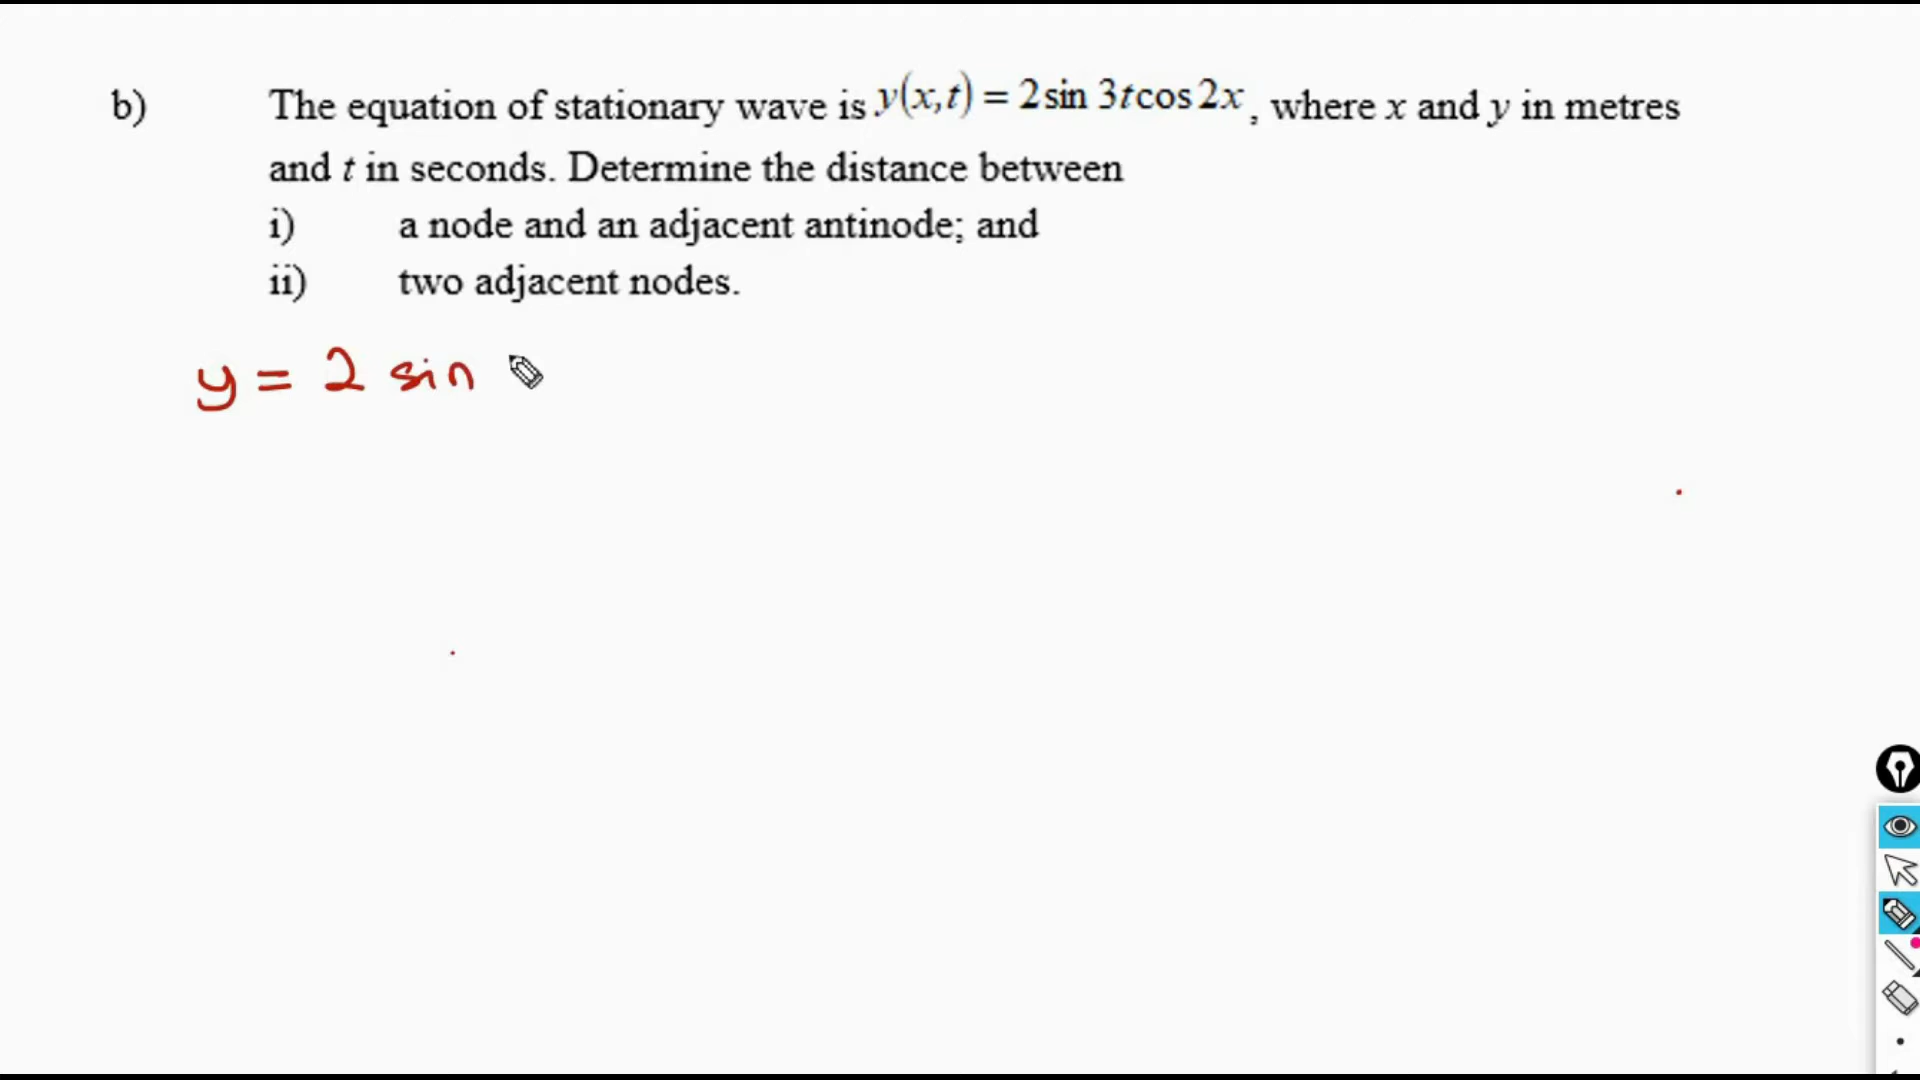 b) The equation of stationary wave is y(x,t) = 2sin 3tcos 2x, where x and y in metres
and t in seconds. Determine the distance between
i) a node and an adjacent antinode; and
ii) two adjacent nodes.
y = 2 sin